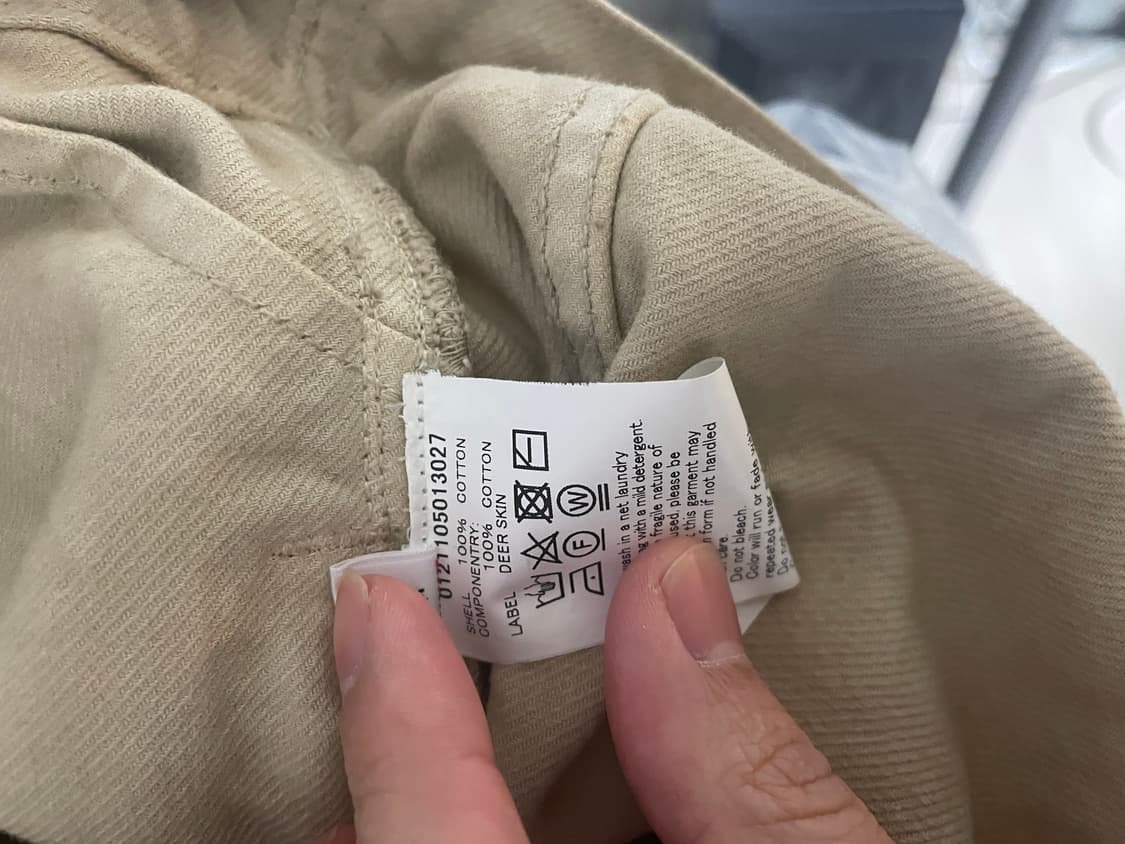 0121105013027
SHELL 100% COTTON
COMPONENTRY:
100% COTTON
DEER SKIN
LABEL
F W
wash in a net laundry
with a mild detergent.
fragile nature of
used, please be
this garment may
form if not handled
care.
Do not bleach.
Color will run or fade
repeated wear
Do not